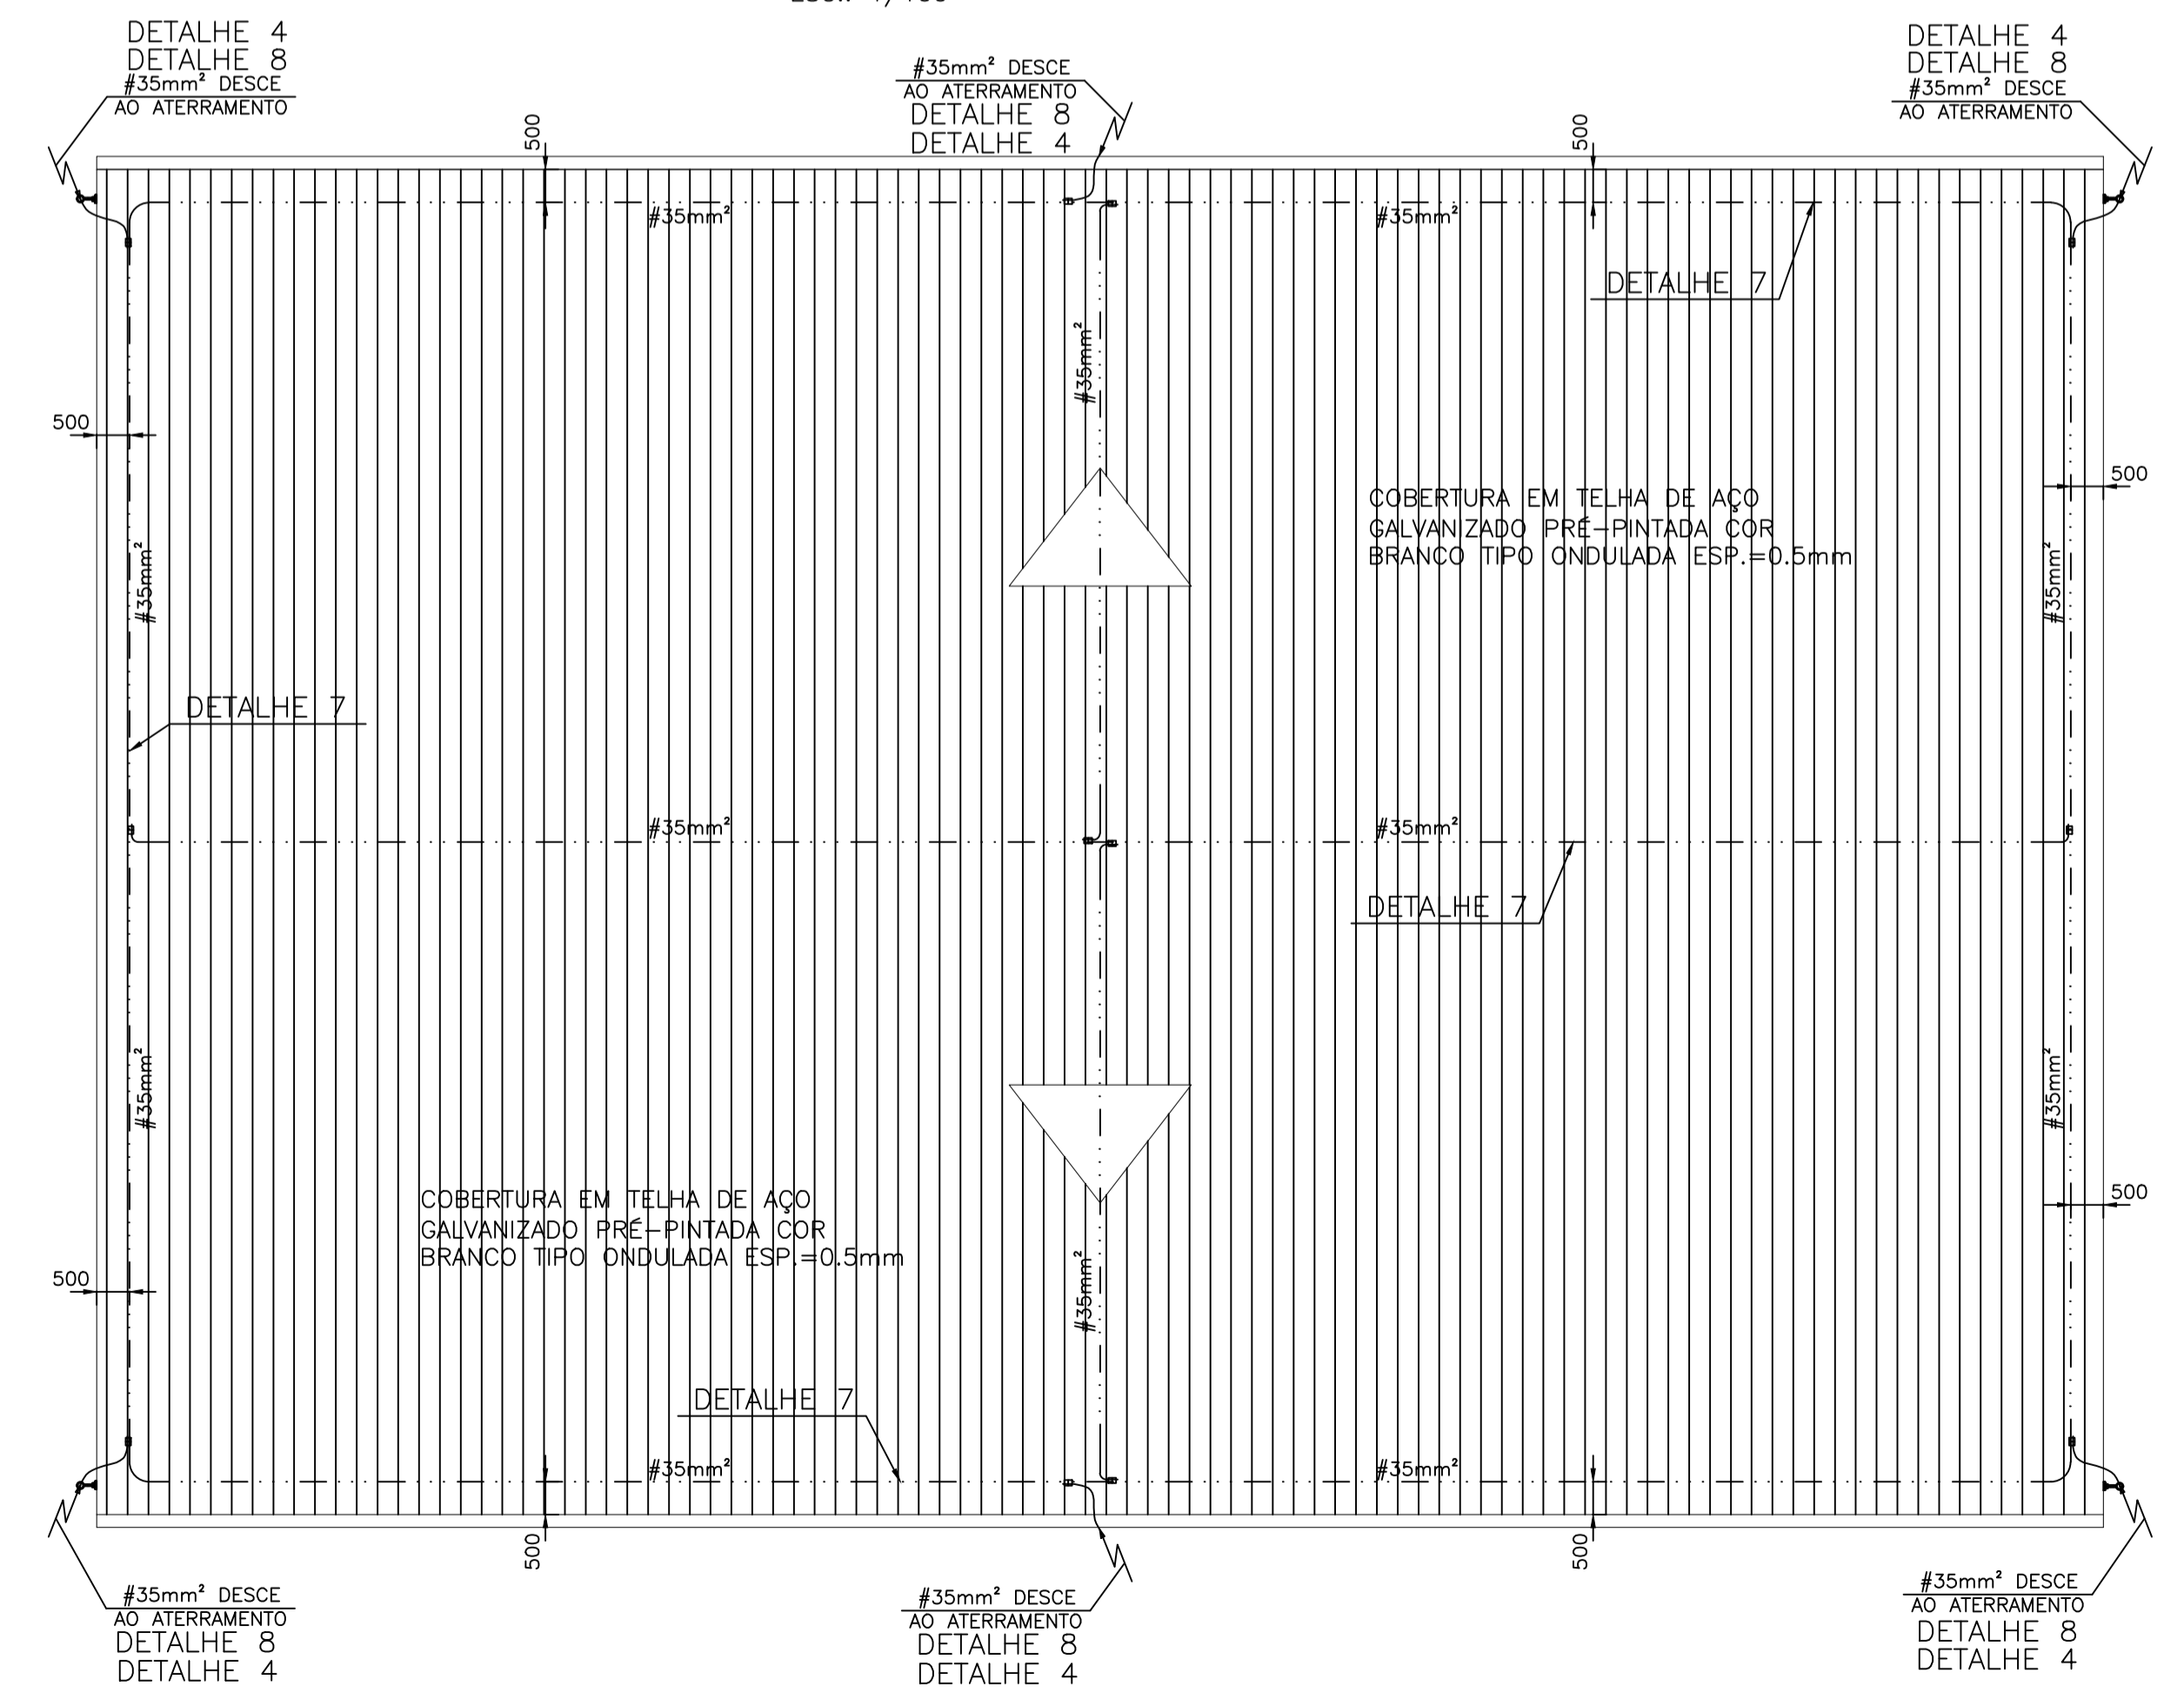 DETALHE 4
DETALHE 8
#35mm² DESCE
AO ATERRAMENTO
#35mm² DESCE
AO ATERRAMENTO
DETALHE 8
DETALHE 4
DETALHE 4
DETALHE 8
#35mm² DESCE
AO ATERRAMENTO
500
500
#35mm²
#35mm²
DETALHE 7
#35mm²
500
500
COBERTURA EM TELHA DE AÇO
GALVANIZADO PRÉ-PINTADA COR
BRANCO TIPO ONDULADA ESP.=0.5mm
#35mm²
#35mm²
DETALHE 7
#35mm²
#35mm²
DETALHE 7
#35mm²
#35mm²
COBERTURA EM TELHA DE AÇO
GALVANIZADO PRÉ-PINTADA COR
BRANCO TIPO ONDULADA ESP.=0.5mm
500
500
#35mm²
DETALHE 7
#35mm²
#35mm²
500
500
#35mm² DESCE
AO ATERRAMENTO
DETALHE 8
DETALHE 4
#35mm² DESCE
AO ATERRAMENTO
DETALHE 8
DETALHE 4
#35mm² DESCE
AO ATERRAMENTO
DETALHE 8
DETALHE 4